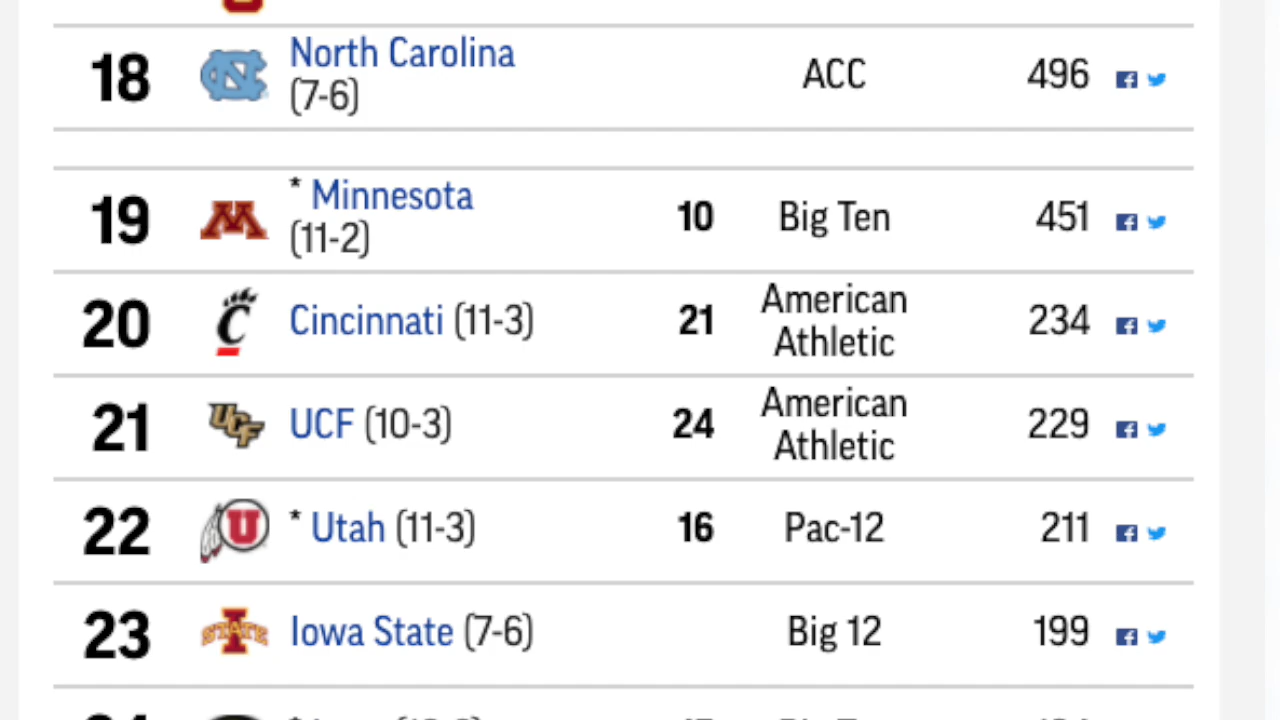 18 North Carolina (7-6) ACC 496
19 * Minnesota (11-2) 10 Big Ten 451
20 Cincinnati (11-3) 21 American Athletic 234
21 UCF (10-3) 24 American Athletic 229
22 * Utah (11-3) 16 Pac-12 211
23 STATE Iowa State (7-6) Big 12 199